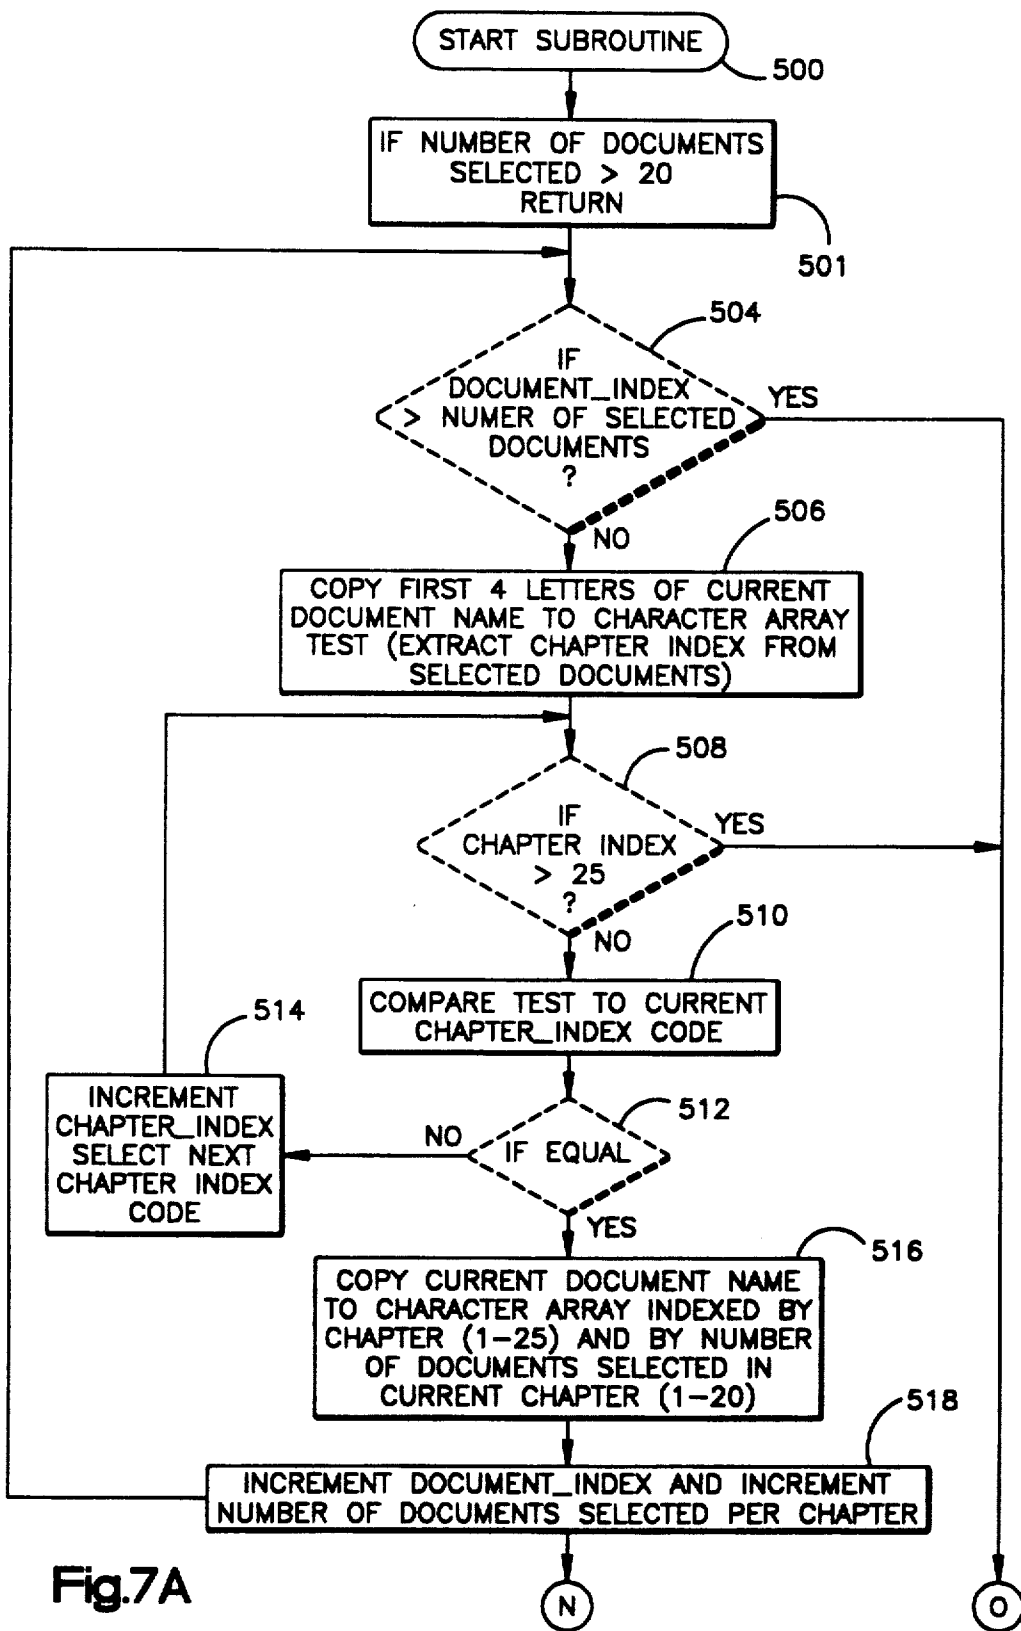 START SUBROUTINE
500
IF NUMBER OF DOCUMENTS
SELECTED > 20
RETURN
501
504
IF
DOCUMENT_INDEX
> NUMER OF SELECTED
DOCUMENTS
?
YES
NO
506
COPY FIRST 4 LETTERS OF CURRENT
DOCUMENT NAME TO CHARACTER ARRAY
TEST (EXTRACT CHAPTER INDEX FROM
SELECTED DOCUMENTS)
508
IF
CHAPTER INDEX
> 25
?
YES
NO
510
COMPARE TEST TO CURRENT
CHAPTER_INDEX CODE
514
INCREMENT
CHAPTER_INDEX
SELECT NEXT
CHAPTER INDEX
CODE
512
NO
IF EQUAL
YES
516
COPY CURRENT DOCUMENT NAME
TO CHARACTER ARRAY INDEXED BY
CHAPTER (1-25) AND BY NUMBER
OF DOCUMENTS SELECTED IN
CURRENT CHAPTER (1-20)
518
INCREMENT DOCUMENT_INDEX AND INCREMENT
NUMBER OF DOCUMENTS SELECTED PER CHAPTER
Fig.7A
N
O